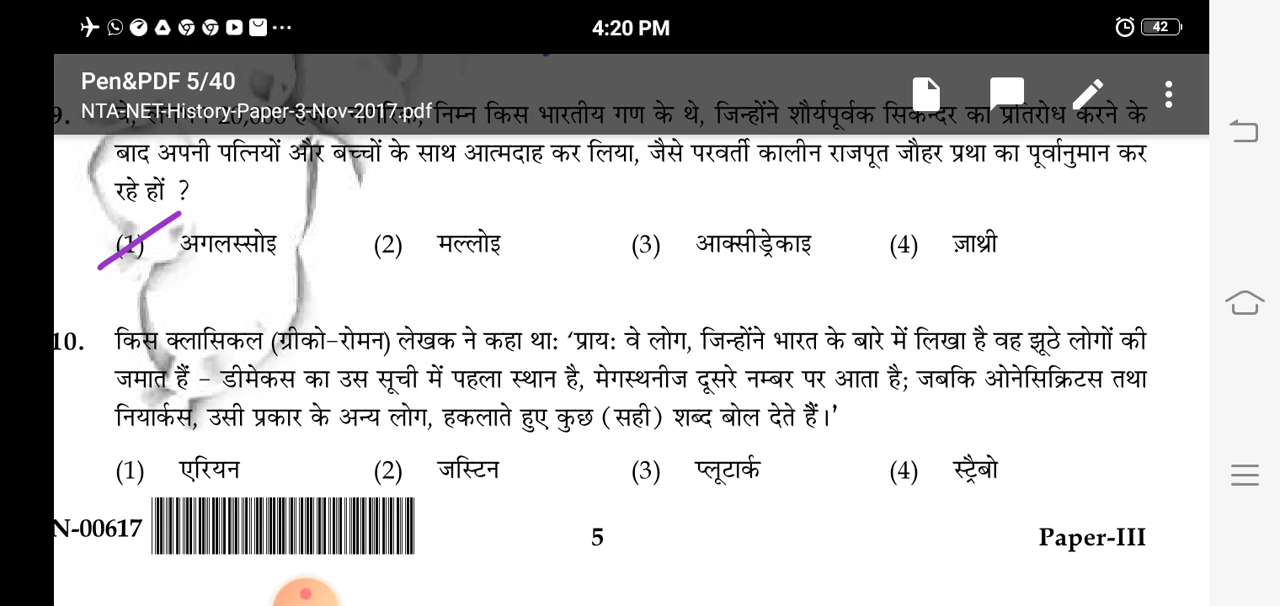 4:20 PM
42
Pen&PDF 5/40
NTA-NET-History-Paper-3-Nov-2017.pdf
9. निम्न किस भारतीय गण के थे, जिन्होंने शौर्यपूर्वक सिकन्दर का प्रतिरोध करने के
बाद अपनी पत्नियों और बच्चों के साथ आत्मदाह कर लिया, जैसे परवर्ती कालीन राजपूत जौहर प्रथा का पूर्वानुमान कर
रहे हों ?
(1) अगलस्सोइ (2) मल्लोइ (3) आक्सीड्रेकाइ (4) ज़ाथ्री
10. किस क्लासिकल (ग्रीको-रोमन) लेखक ने कहा था: 'प्राय: वे लोग, जिन्होंने भारत के बारे में लिखा है वह झूठे लोगों की
जमात हैं - डीमेकस का उस सूची में पहला स्थान है, मेगस्थनीज दूसरे नम्बर पर आता है; जबकि ओनेसिक्रिटस तथा
नियार्कस, उसी प्रकार के अन्य लोग, हकलाते हुए कुछ (सही) शब्द बोल देते हैं।'
(1) एरियन (2) जस्टिन (3) प्लूटार्क (4) स्ट्रैबो
N-00617 5 Paper-III